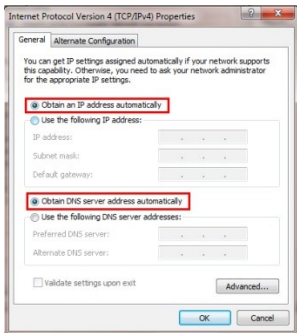 Internet Protocol Version 4 (TCP/IPv4) Properties
General
Alternate Configuration
You can get IP settings assigned automatically if your network supports
this capability. Otherwise, you need to ask your network administrator
for the appropriate IP settings.
Obtain an IP address automatically
Use the following IP address:
IP address:
Subnet mask:
Default gateway:
Obtain DNS server address automatically
Use the following DNS server addresses:
Preferred DNS server:
Alternate DNS server:
Validate settings upon exit
Advanced...
OK
Cancel